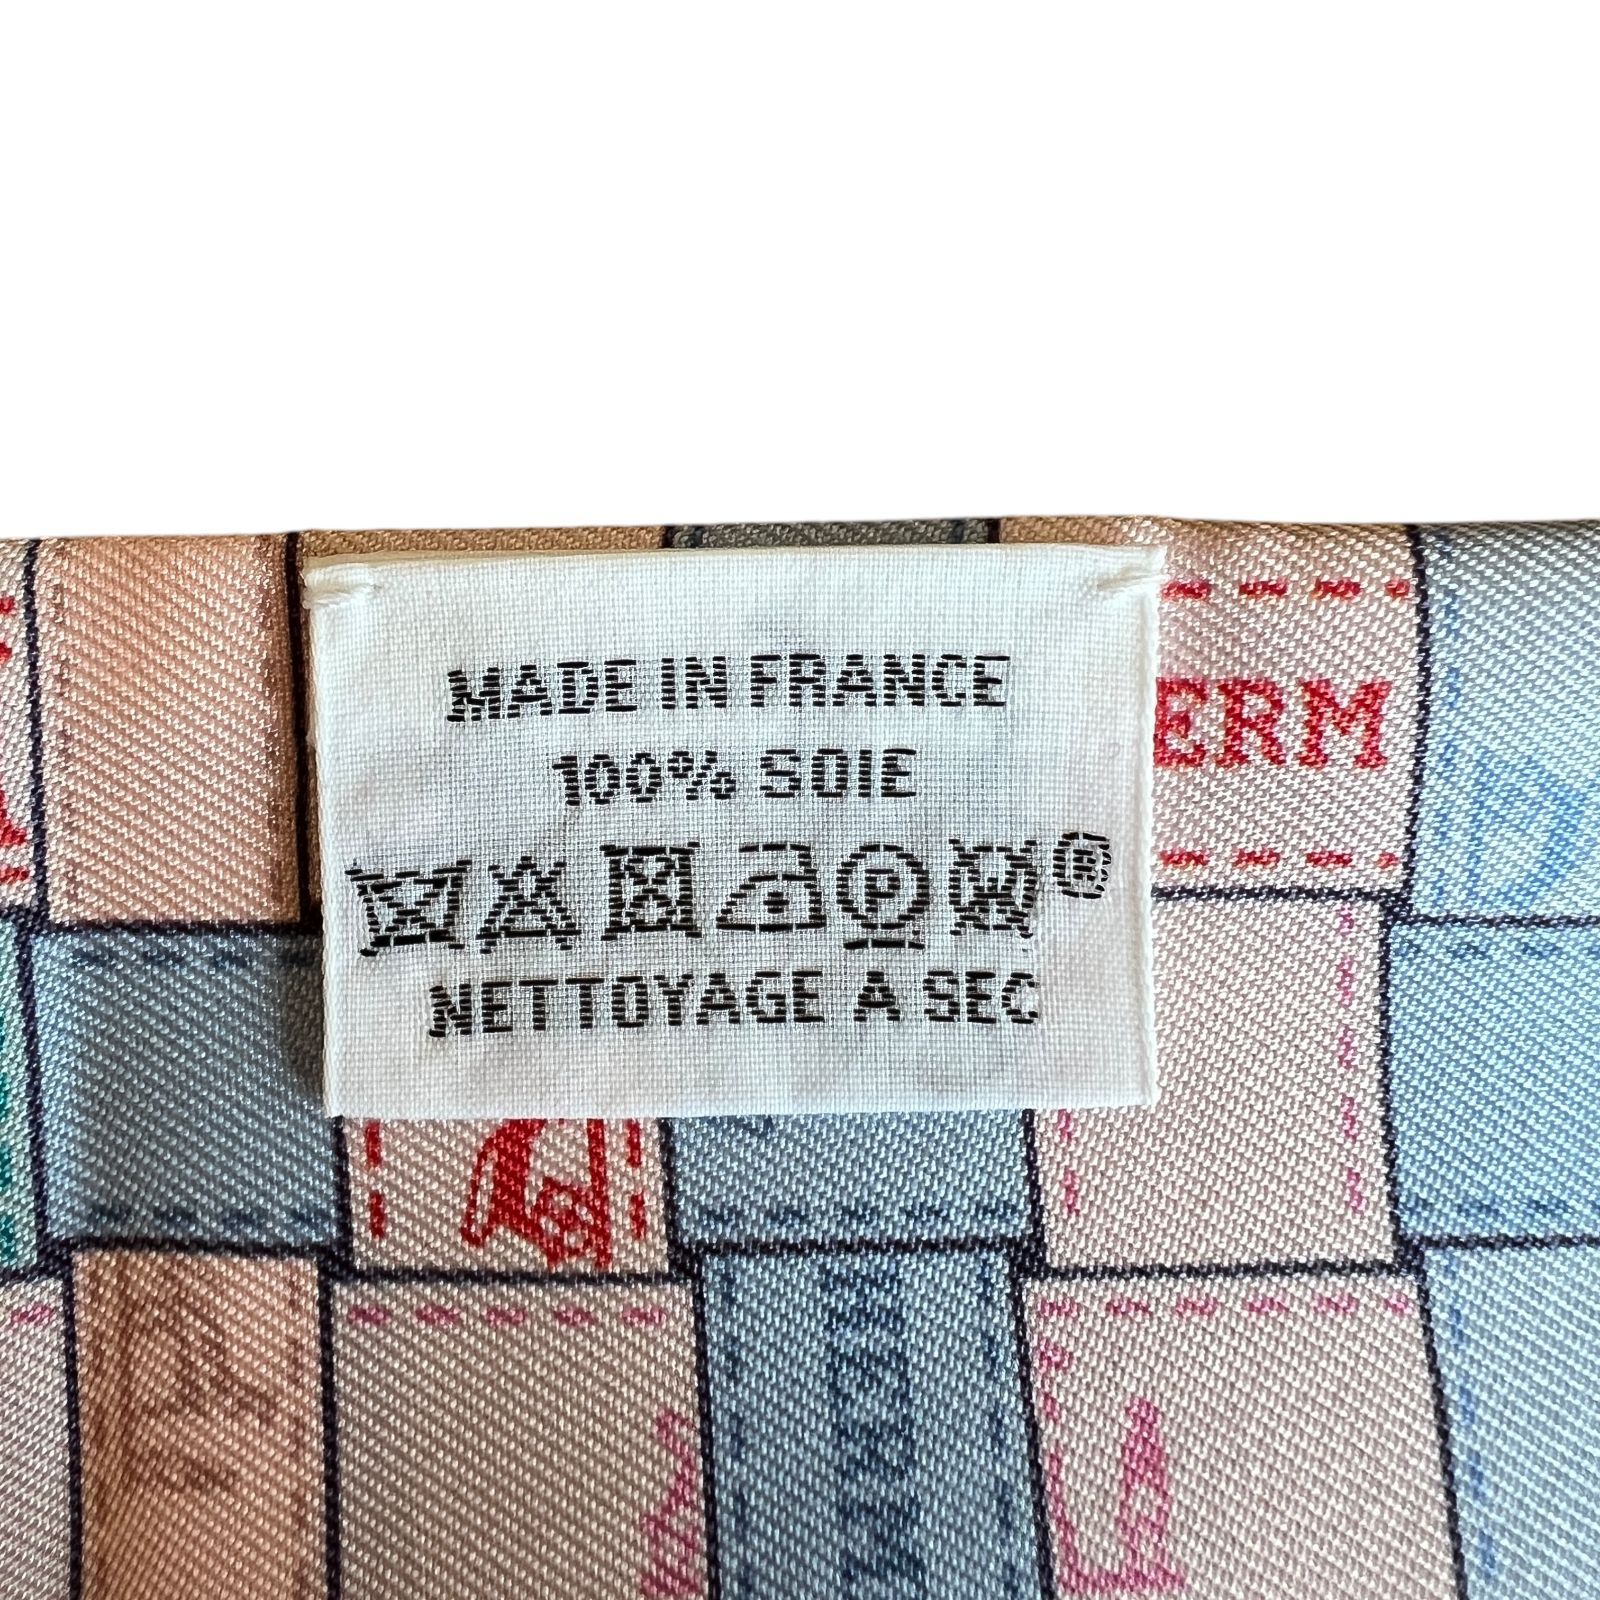 MADE IN FRANCE
100% SOIE
P
NETTOYAGE A SEC
ERM